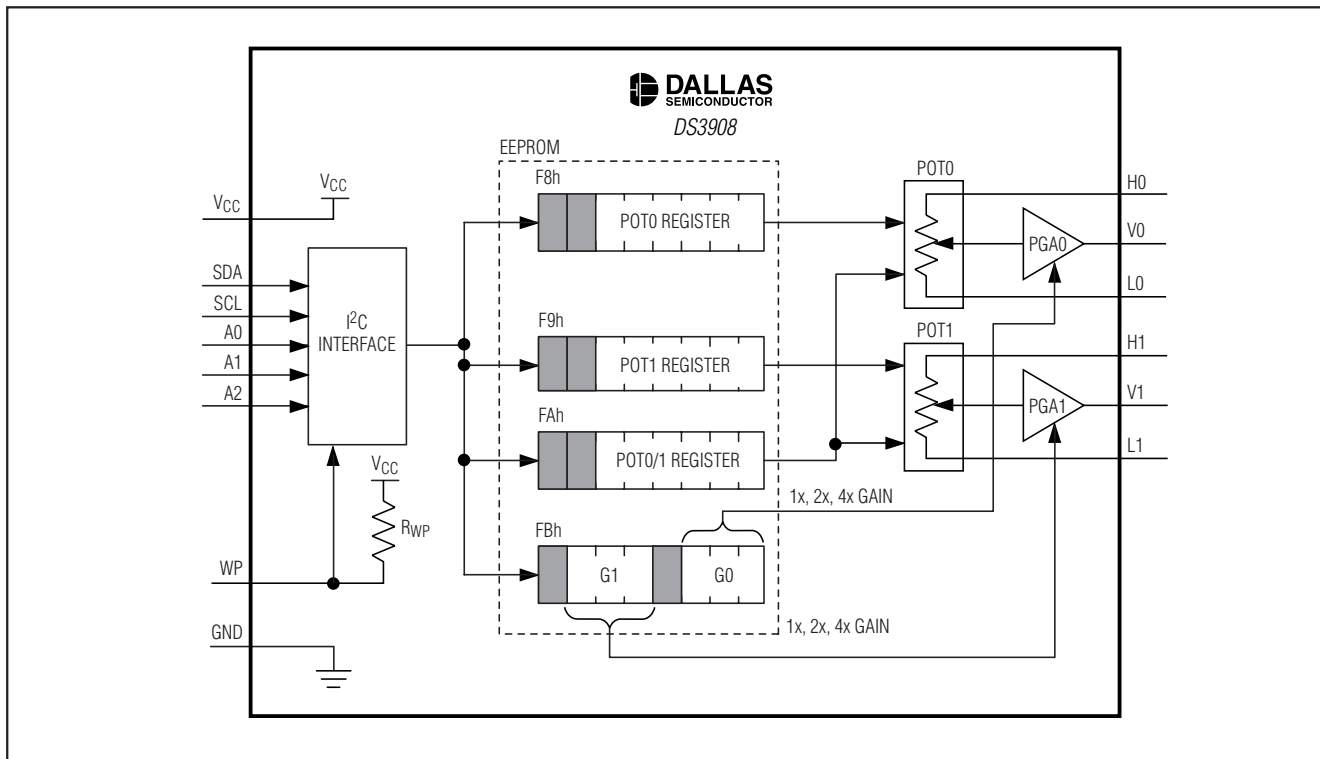 DALLAS
SEMICONDUCTOR
DS3908
EEPROM
VCC
VCC
SDA
SCL
A0
A1
A2
I2C
INTERFACE
VCC
RWP
WP
GND
F8h
POT0 REGISTER
F9h
POT1 REGISTER
FAh
POT0/1 REGISTER
FBh
G1
G0
1x, 2x, 4x GAIN
1x, 2x, 4x GAIN
POT0
PGA0
H0
V0
L0
POT1
PGA1
H1
V1
L1